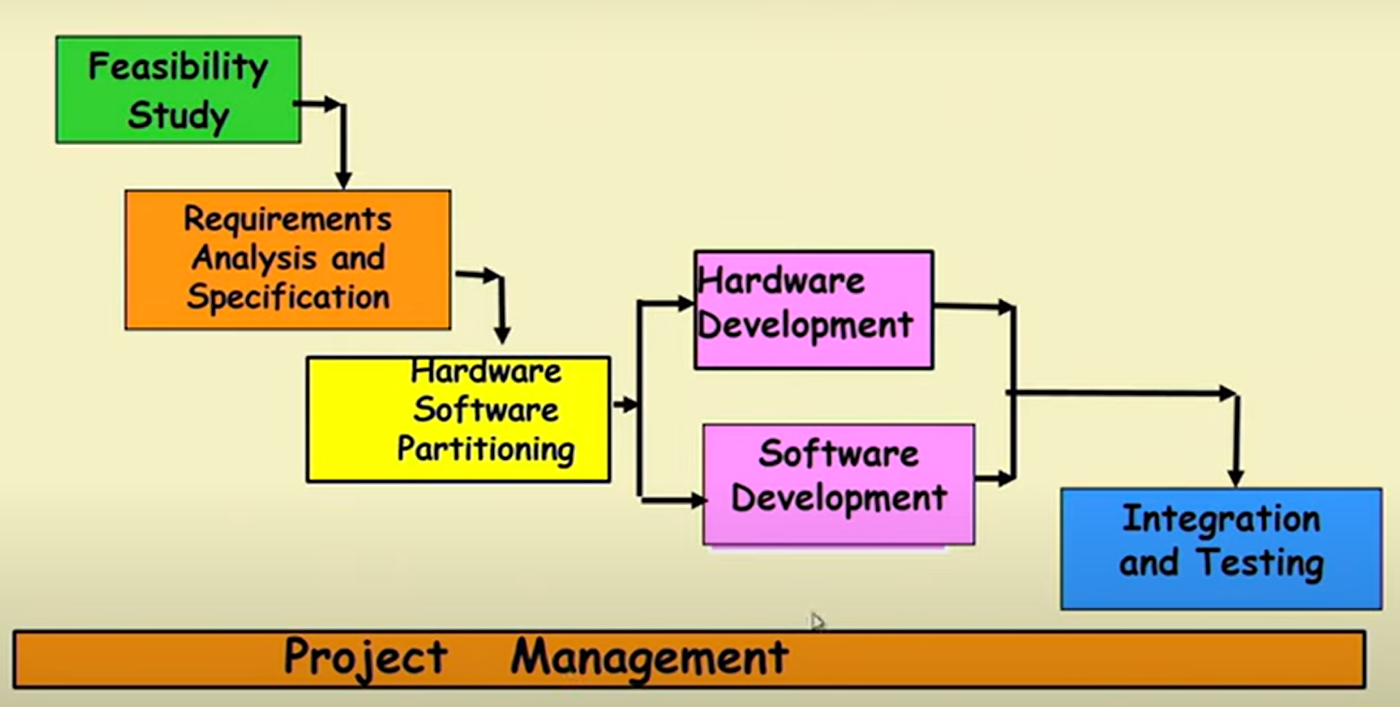 Feasibility
Study
Requirements
Analysis and
Specification
Hardware
Software
Partitioning
Hardware
Development
Software
Development
Integration
and Testing
Project Management